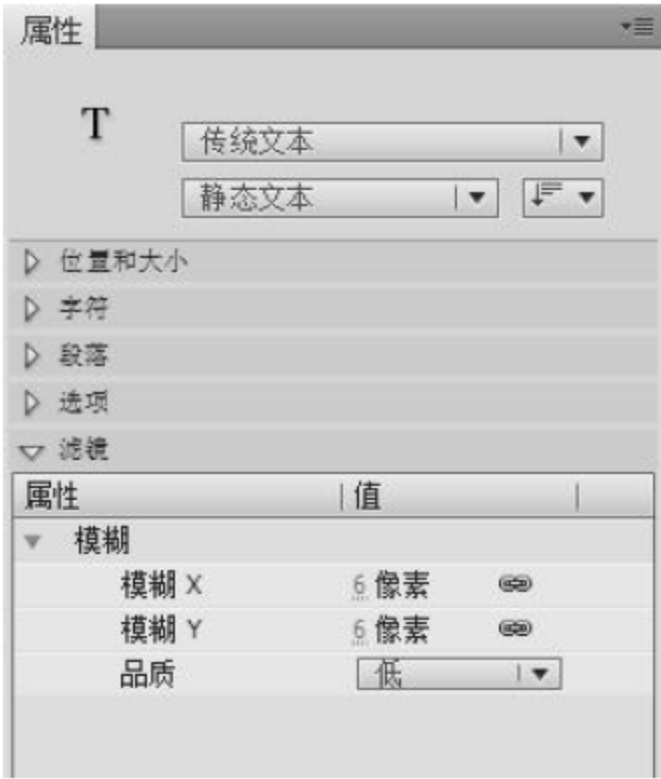 属性
T
传统文本
静态文本
位置和大小
字符
段落
选项
滤镜
属性 值
模糊
模糊 X 6 像素
模糊 Y 6 像素
品质 低